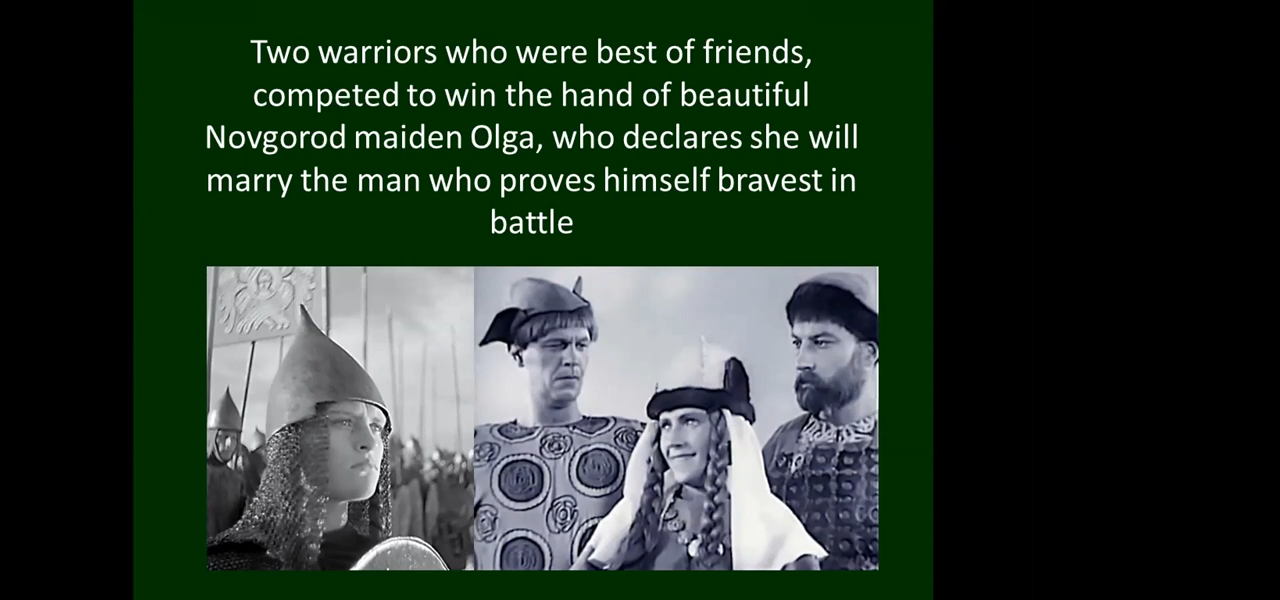 Two warriors who were best of friends,
competed to win the hand of beautiful
Novgorod maiden Olga, who declares she will
marry the man who proves himself bravest in
battle